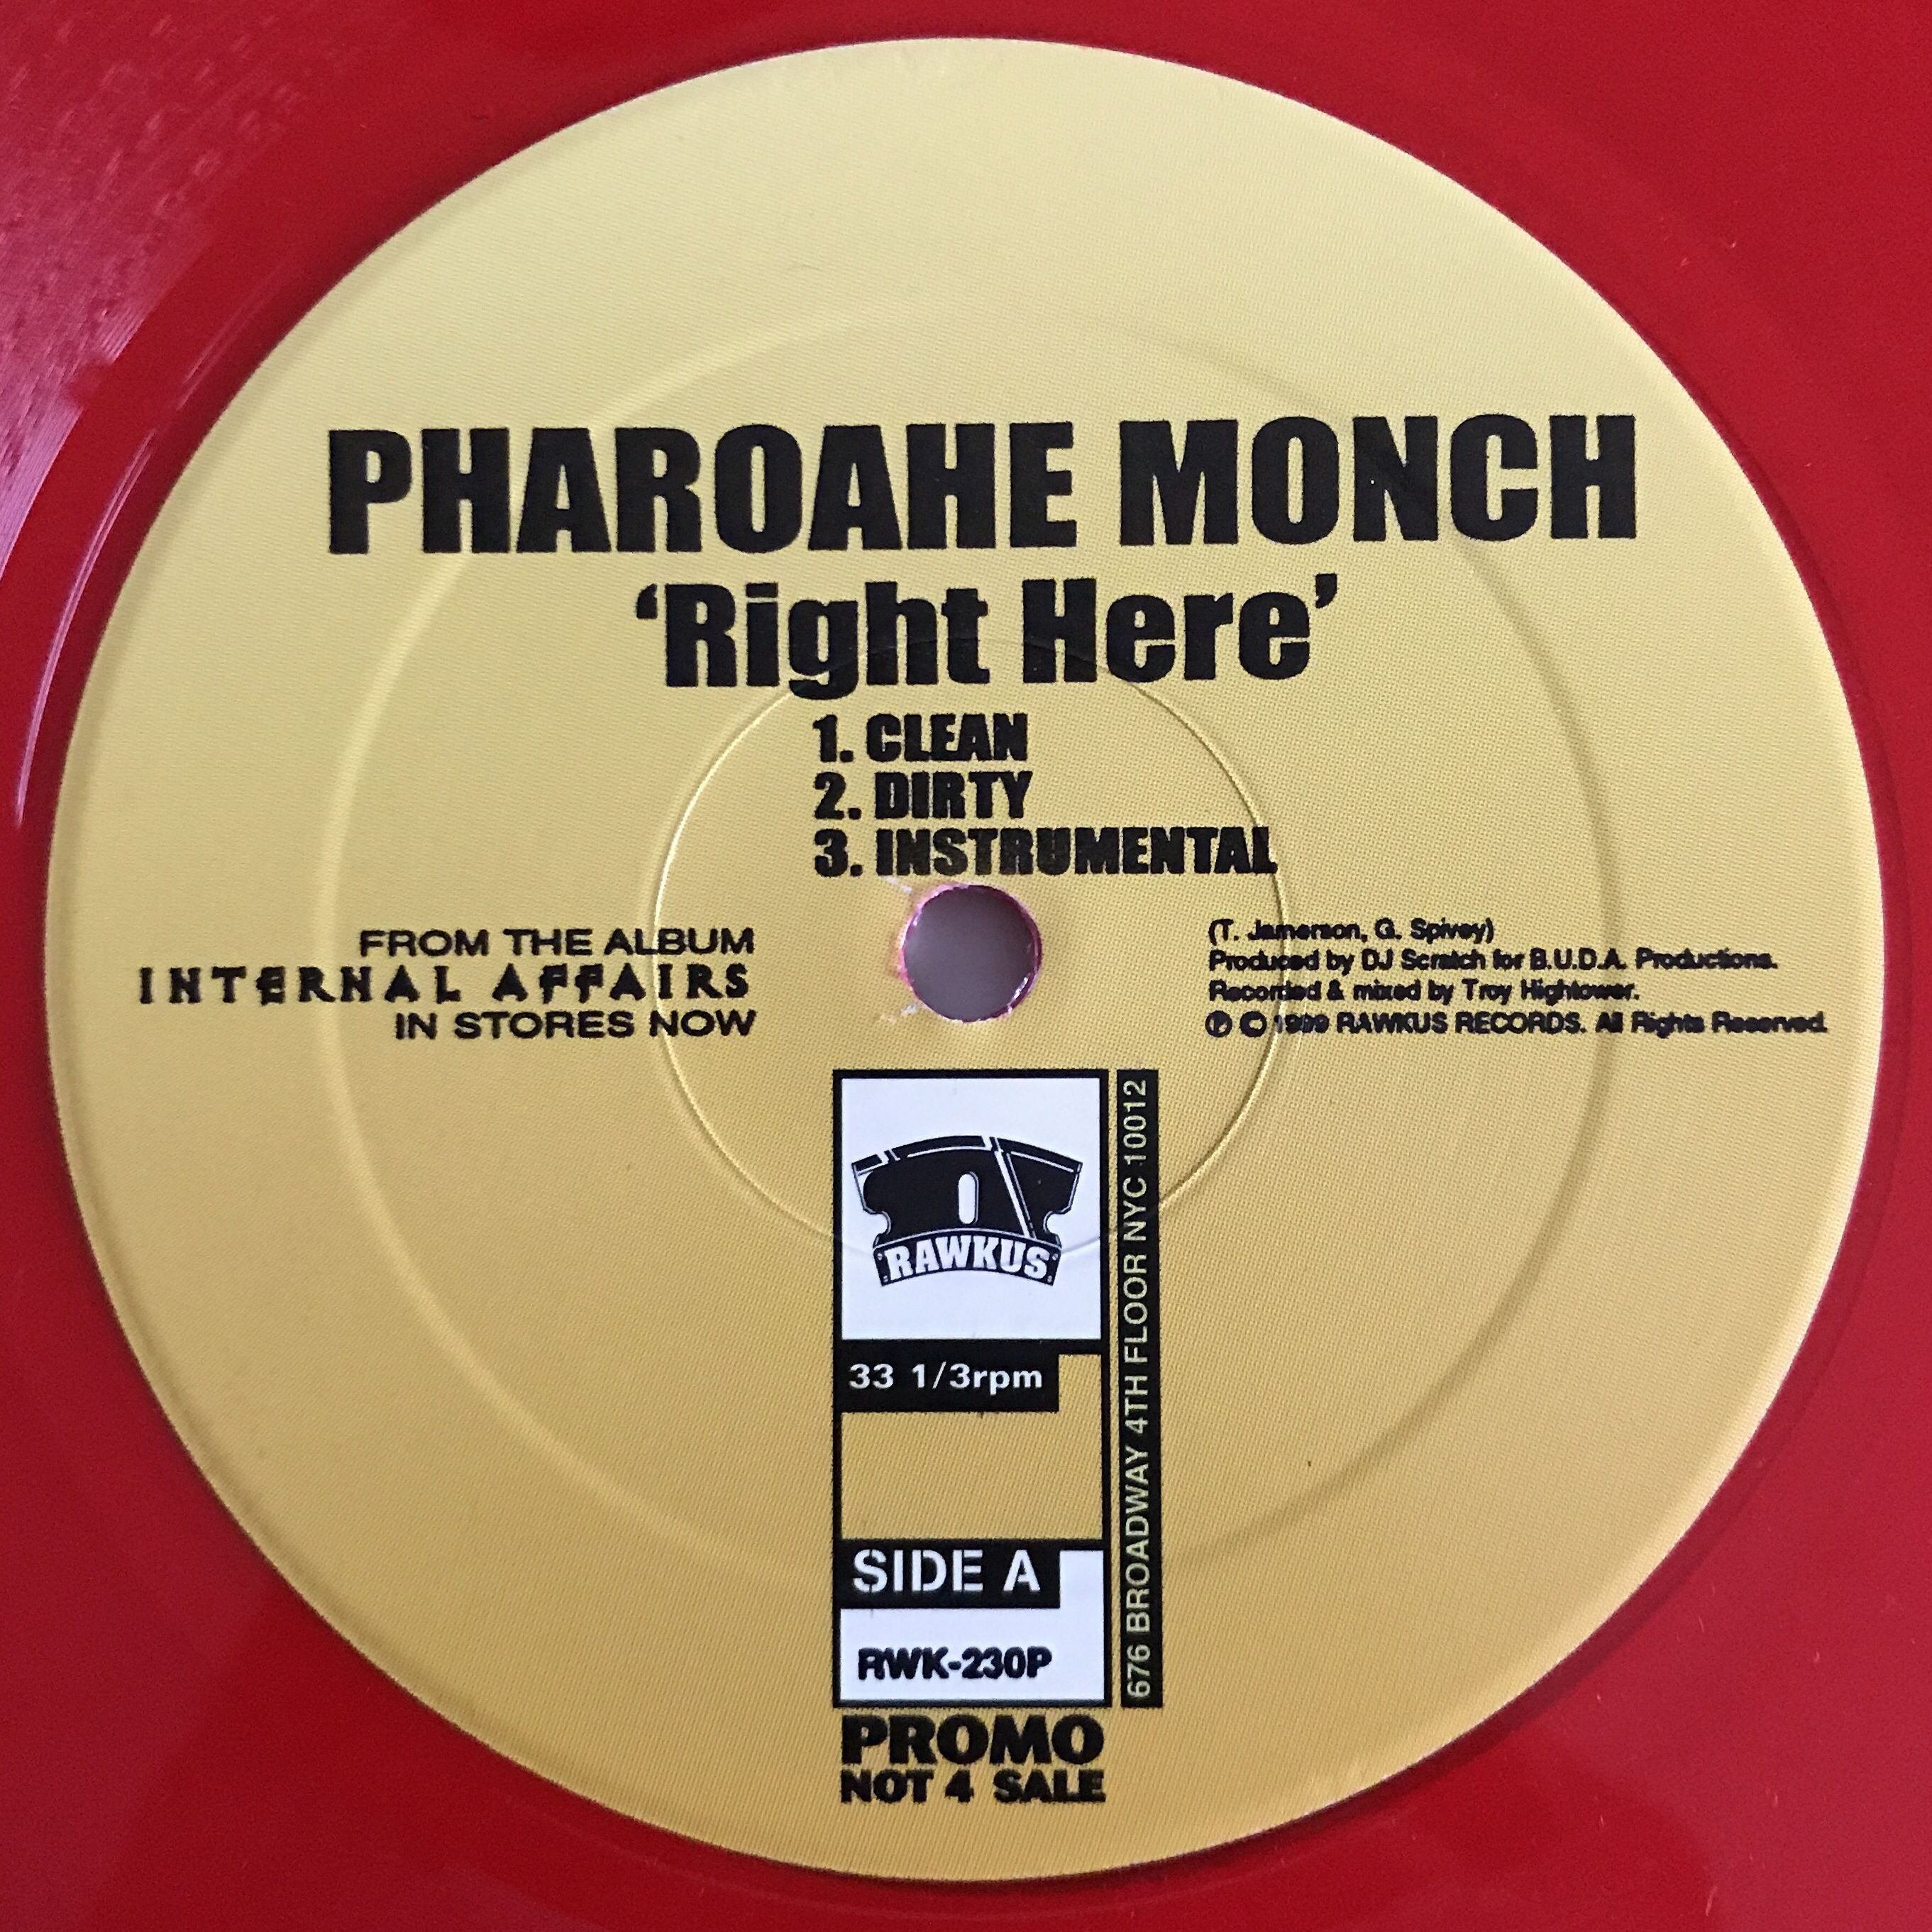 PHAROAHE MONCH
‘Right Here’
1. CLEAN
2. DIRTY
3. INSTRUMENTAL
FROM THE ALBUM
INTERNAL AFFAIRS
IN STORES NOW
(T. Jamerson, G. Spivey)
Produced by DJ Scratch for B.U.D.A. Productions.
Recorded & mixed by Troy Hightower.
℗ © 1999 RAWKUS RECORDS. All Rights Reserved.
RAWKUS
33 1/3rpm
SIDE A
RWK-230P
676 BROADWAY 4TH FLOOR NYC 10012
PROMO
NOT 4 SALE